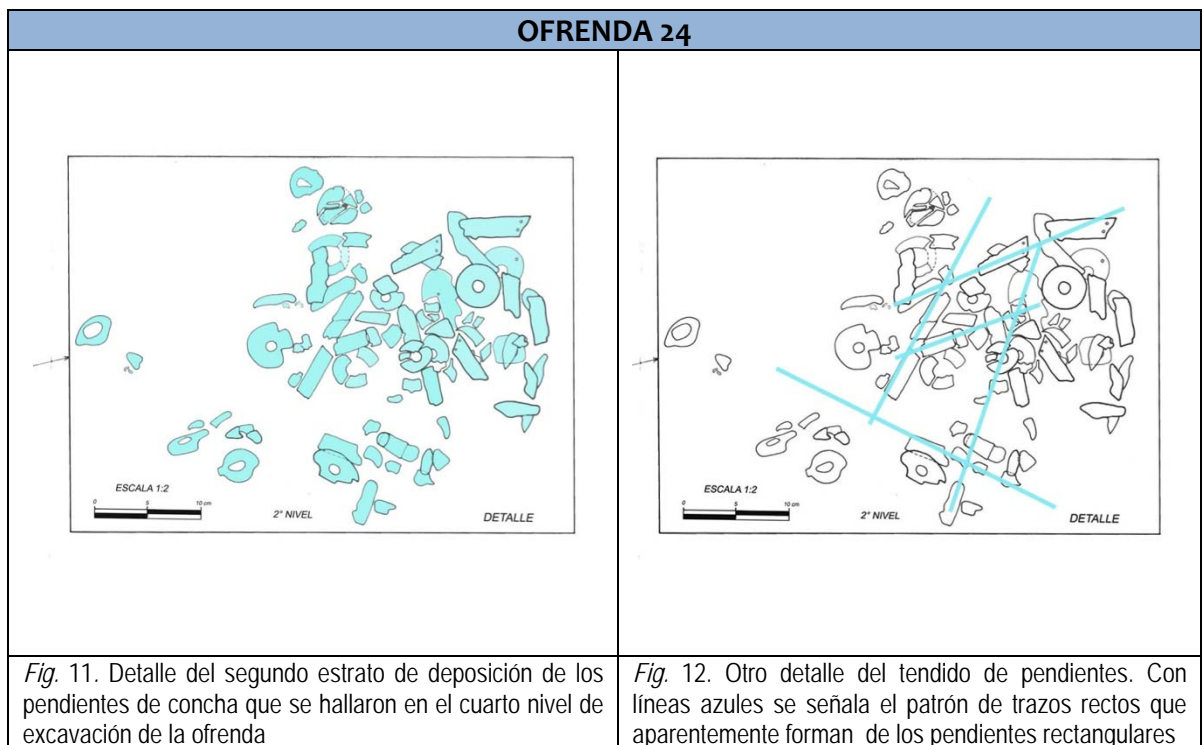 OFRENDA 24
ESCALA 1:2
0 5 10 cm
2° NIVEL
DETALLE
ESCALA 1:2
0 5 10 cm
2° NIVEL
DETALLE
Fig. 11. Detalle del segundo estrato de deposición de los
pendientes de concha que se hallaron en el cuarto nivel de
excavación de la ofrenda
Fig. 12. Otro detalle del tendido de pendientes. Con
líneas azules se señala el patrón de trazos rectos que
aparentemente forman de los pendientes rectangulares